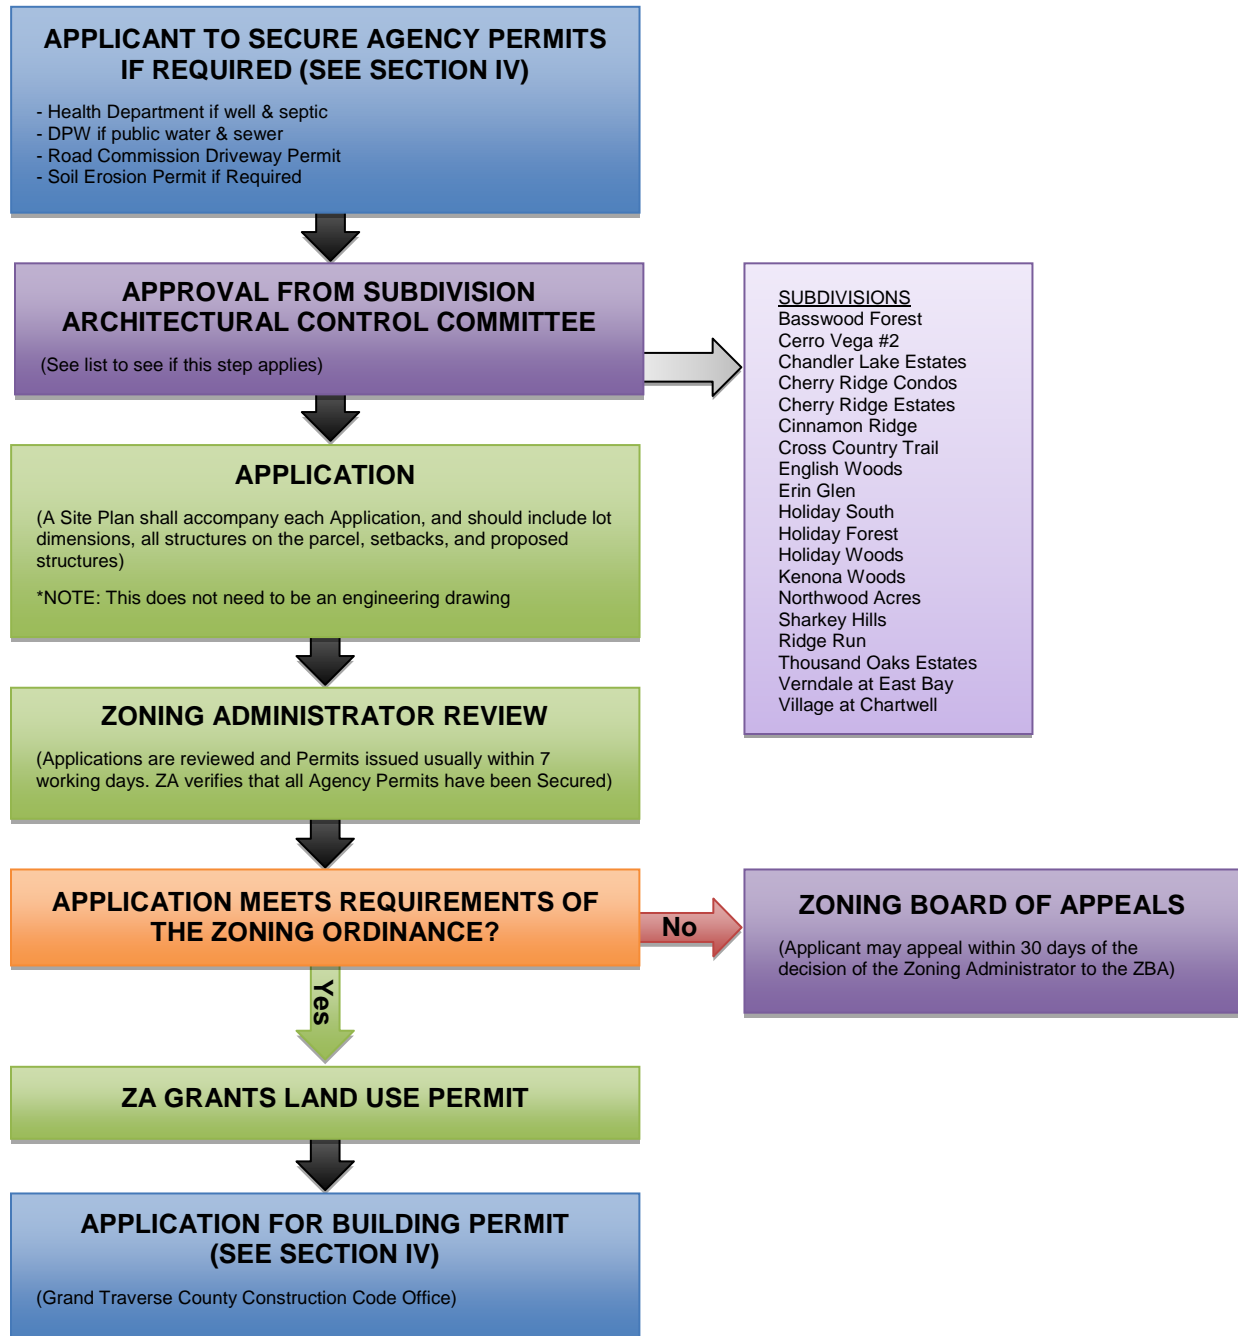 APPLICANT TO SECURE AGENCY PERMITS
IF REQUIRED (SEE SECTION IV)
- Health Department if well & septic
- DPW if public water & sewer
- Road Commission Driveway Permit
- Soil Erosion Permit if Required
APPROVAL FROM SUBDIVISION
ARCHITECTURAL CONTROL COMMITTEE
(See list to see if this step applies)
SUBDIVISIONS
Basswood Forest
Cerro Vega #2
Chandler Lake Estates
Cherry Ridge Condos
Cherry Ridge Estates
Cinnamon Ridge
Cross Country Trail
English Woods
Erin Glen
Holiday South
Holiday Forest
Holiday Woods
Kenona Woods
Northwood Acres
Sharkey Hills
Ridge Run
Thousand Oaks Estates
Verndale at East Bay
Village at Chartwell
APPLICATION
(A Site Plan shall accompany each Application, and should include lot
dimensions, all structures on the parcel, setbacks, and proposed
structures)
*NOTE: This does not need to be an engineering drawing
ZONING ADMINISTRATOR REVIEW
(Applications are reviewed and Permits issued usually within 7
working days. ZA verifies that all Agency Permits have been Secured)
APPLICATION MEETS REQUIREMENTS OF
THE ZONING ORDINANCE?
No
ZONING BOARD OF APPEALS
(Applicant may appeal within 30 days of the
decision of the Zoning Administrator to the ZBA)
Yes
ZA GRANTS LAND USE PERMIT
APPLICATION FOR BUILDING PERMIT
(SEE SECTION IV)
(Grand Traverse County Construction Code Office)